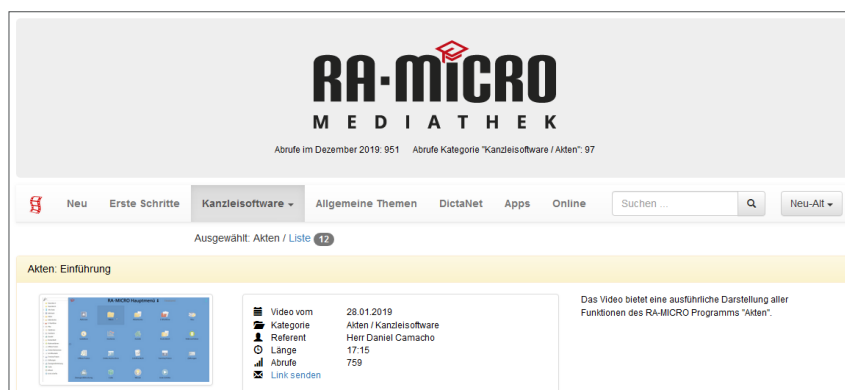 RA-MICRO
MEDIATHEK
Abrufe im Dezember 2019: 951 Abrufe Kategorie "Kanzleisoftware / Akten": 97
Neu Erste Schritte Kanzleisoftware Allgemeine Themen DictaNet Apps Online Suchen ... Neu-Alt
Ausgewählt: Akten / Liste 12
Akten: Einführung
RA-MICRO Hauptmenü
Video vom 28.01.2019
Kategorie Akten / Kanzleisoftware
Referent Herr Daniel Camacho
Länge 17:15
Abrufe 759
Link senden
Das Video bietet eine ausführliche Darstellung aller
Funktionen des RA-MICRO Programms "Akten".